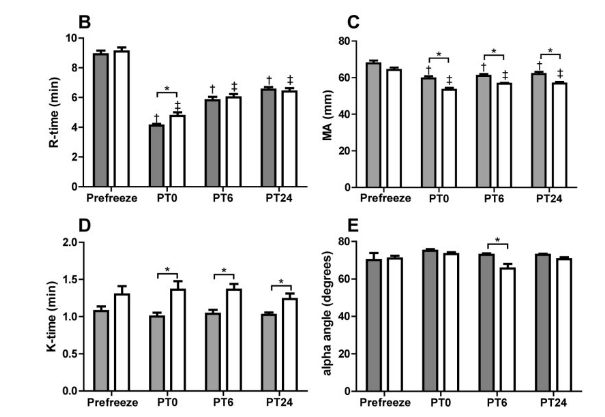 B
R-time (min)
10
8
6
4
2
0
† * ‡
† ‡
† ‡
Prefreeze PT0 PT6 PT24
C
MA (mm)
80
60
40
20
0
† * ‡
† * ‡
† * ‡
Prefreeze PT0 PT6 PT24
D
K-time (min)
2.0
1.5
1.0
0.5
0.0
* * *
Prefreeze PT0 PT6 PT24
E
alpha angle (degrees)
80
60
40
20
0
*
Prefreeze PT0 PT6 PT24